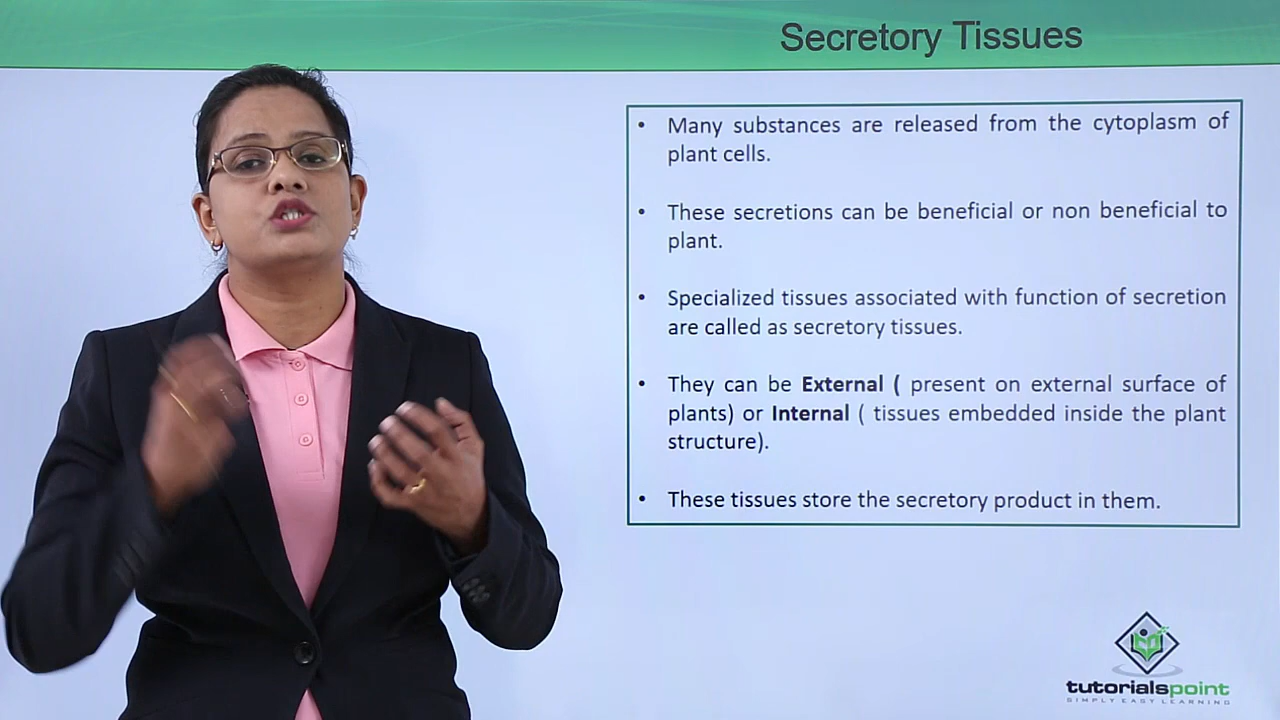 Secretory Tissues
• Many substances are released from the cytoplasm of
plant cells.
• These secretions can be beneficial or non beneficial to
plant.
• Specialized tissues associated with function of secretion
are called as secretory tissues.
• They can be External ( present on external surface of
plants) or Internal ( tissues embedded inside the plant
structure).
• These tissues store the secretory product in them.
tutorialspoint
SIMPLY EASY LEARNING